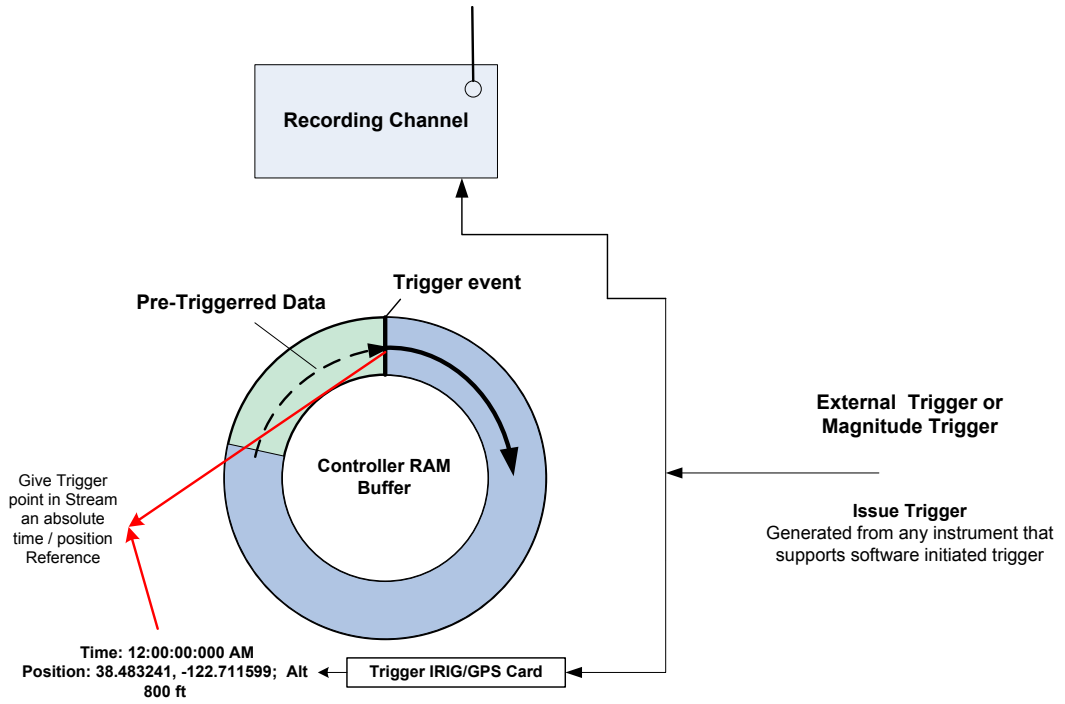 Recording Channel
Trigger event
Pre-Triggerred Data
External  Trigger or
Magnitude Trigger
Controller RAM
Buffer
Give Trigger
point in Stream
an absolute
time / position
Reference
Issue Trigger
Generated from any instrument that
supports software initiated trigger
Time: 12:00:00:000 AM
Position: 38.483241, -122.711599;  Alt
800 ft
Trigger IRIG/GPS Card